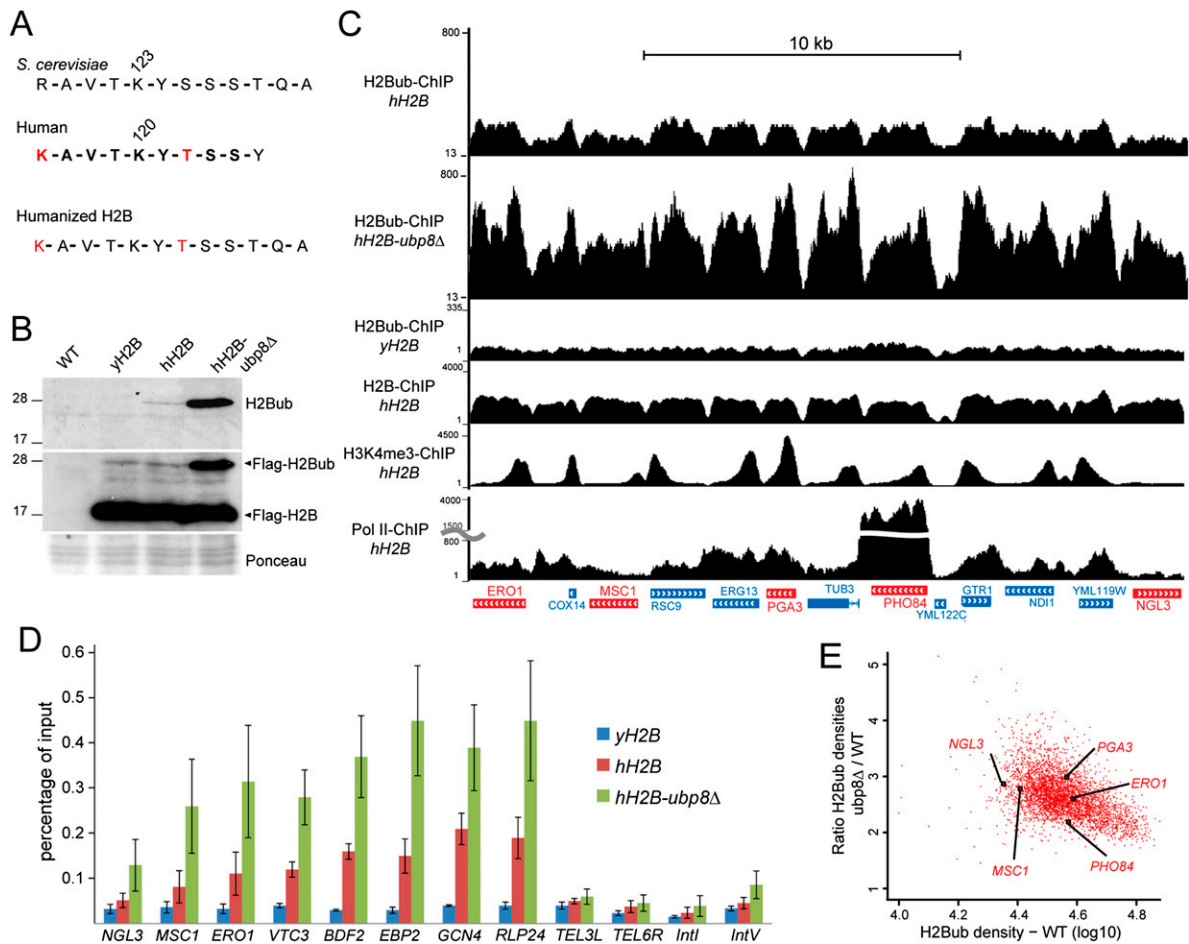 A
S. cerevisiae
123
R-A-V-T-K-Y-S-S-S-T-Q-A
Human
120
K-A-V-T-K-Y-T-S-S-Y
Humanized H2B
K-A-V-T-K-Y-T-S-S-T-Q-A
B
WT
yH2B
hH2B
hH2B-ubp8Δ
28
H2Bub
17
28
Flag-H2Bub
17
Flag-H2B
Ponceau
C
10 kb
800
H2Bub-ChIP
hH2B
13
800
H2Bub-ChIP
hH2B-ubp8Δ
13
335
H2Bub-ChIP
yH2B
1
4000
H2B-ChIP
hH2B
1
4500
H3K4me3-ChIP
hH2B
1
4000
1500
Pol II-ChIP
hH2B
800
1
ERO1
COX14
MSC1
RSC9
ERG13
PGA3
TUB3
PHO84
YML122C
GTR1
NDI1
YML119W
NGL3
D
percentage of input
0.6
0.5
0.4
0.3
0.2
0.1
yH2B
hH2B
hH2B-ubp8Δ
NGL3 MSC1 ERO1 VTC3 BDF2 EBP2 GCN4 RLP24 TEL3L TEL6R IntI IntV
E
Ratio H2Bub densities
ubp8Δ / WT
5
4
3
2
1
NGL3
PGA3
ERO1
MSC1
PHO84
4.0 4.2 4.4 4.6 4.8
H2Bub density – WT (log10)